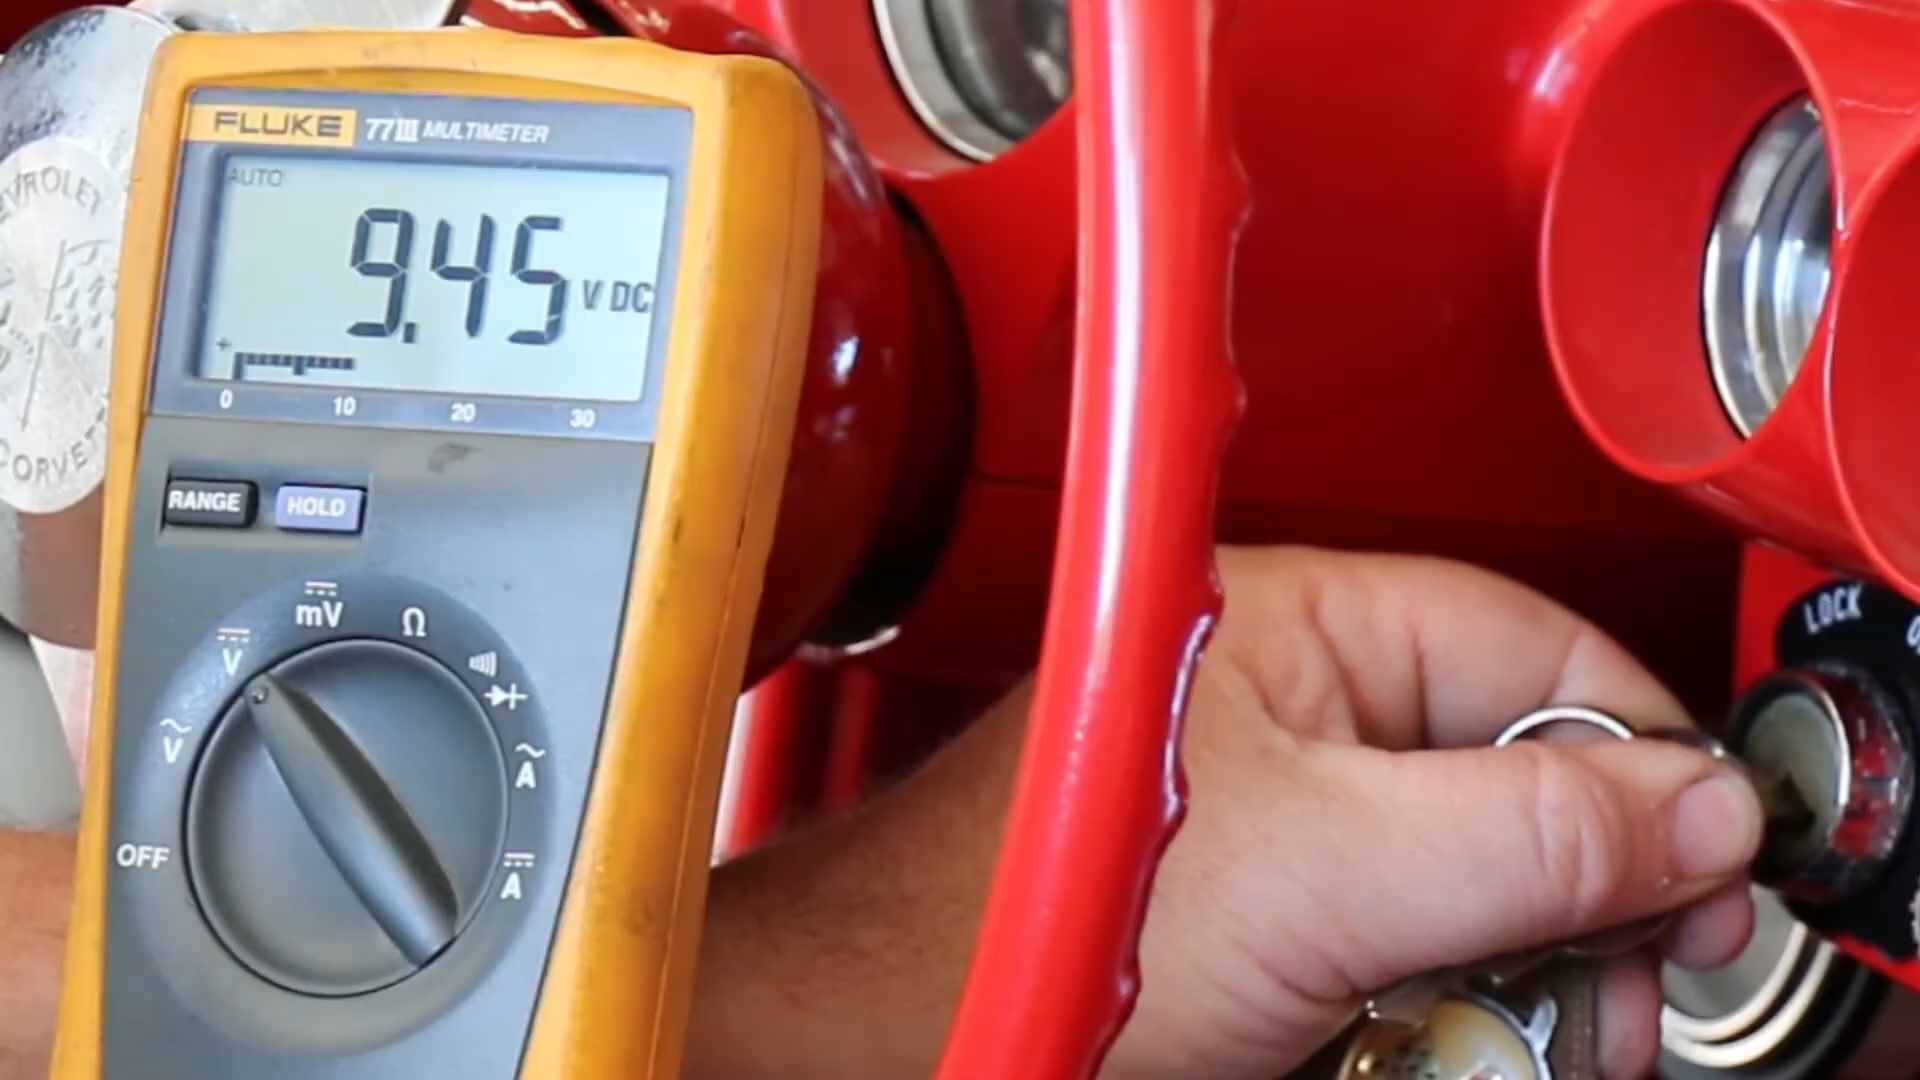 FLUKE 77III MULTIMETER
AUTO
9.45 V DC
+
0 10 20 30
RANGE HOLD
mV
Ω
V
V
A
OFF
A
LOCK